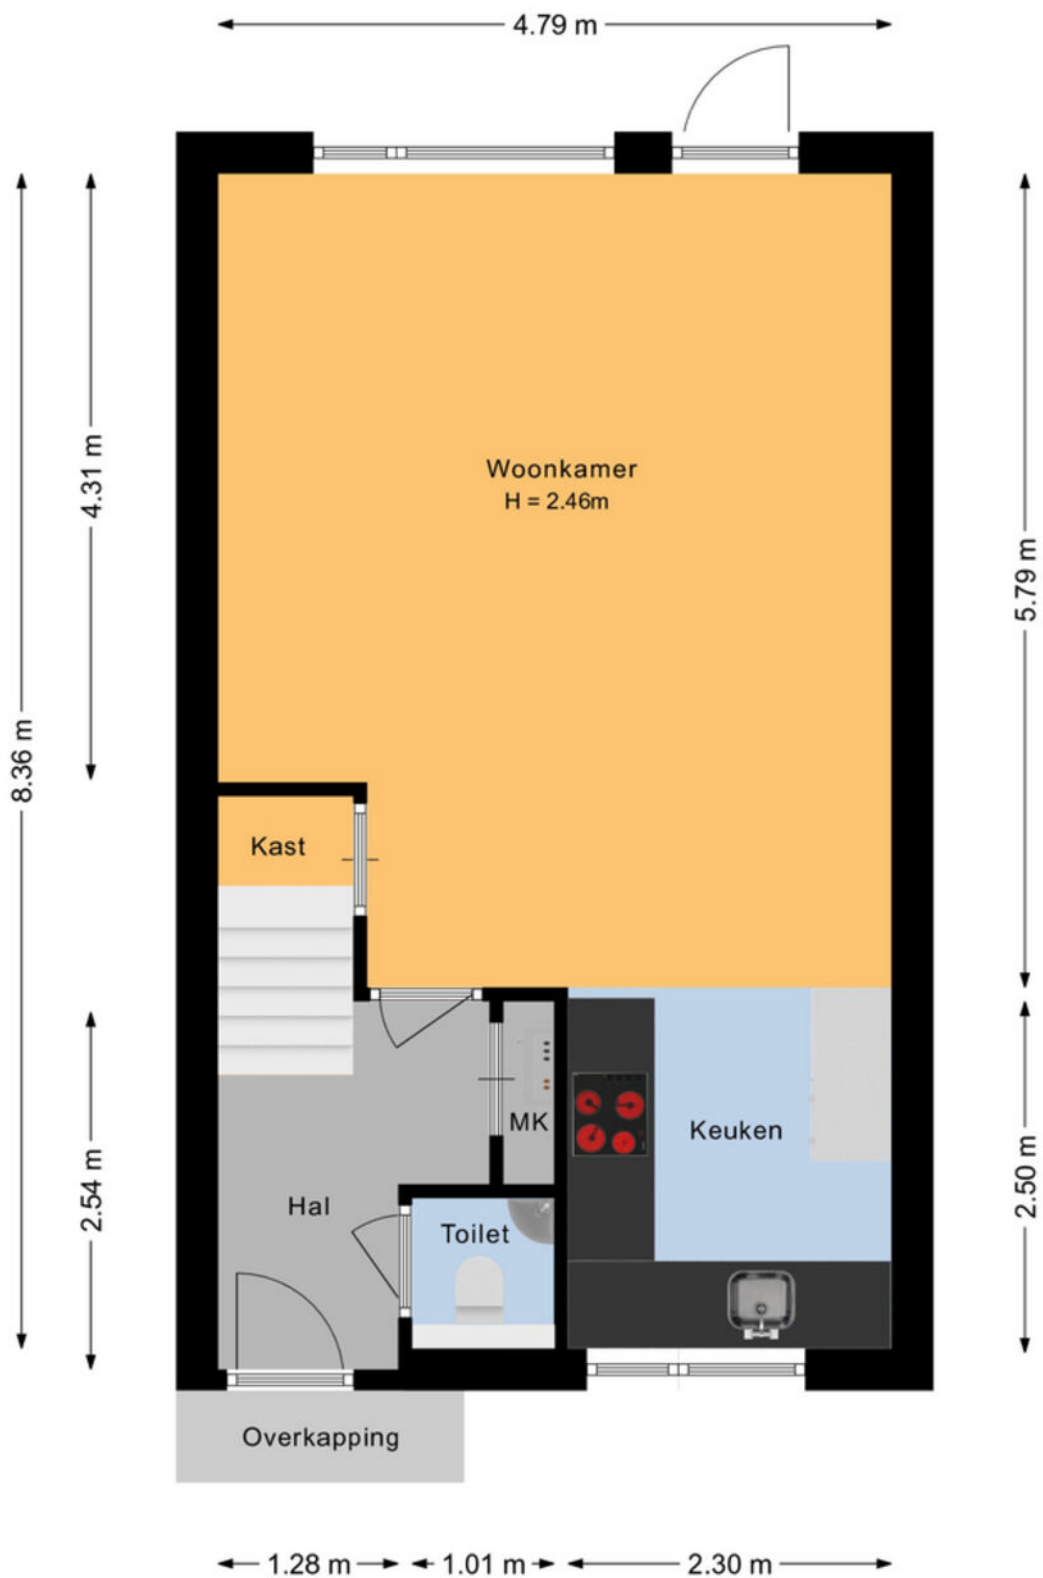 4.79 m
4.31 m
Woonkamer
H = 2.46m
5.79 m
8.36 m
Kast
MK
Keuken
2.54 m
2.50 m
Hal
Toilet
Overkapping
1.28 m
1.01 m
2.30 m